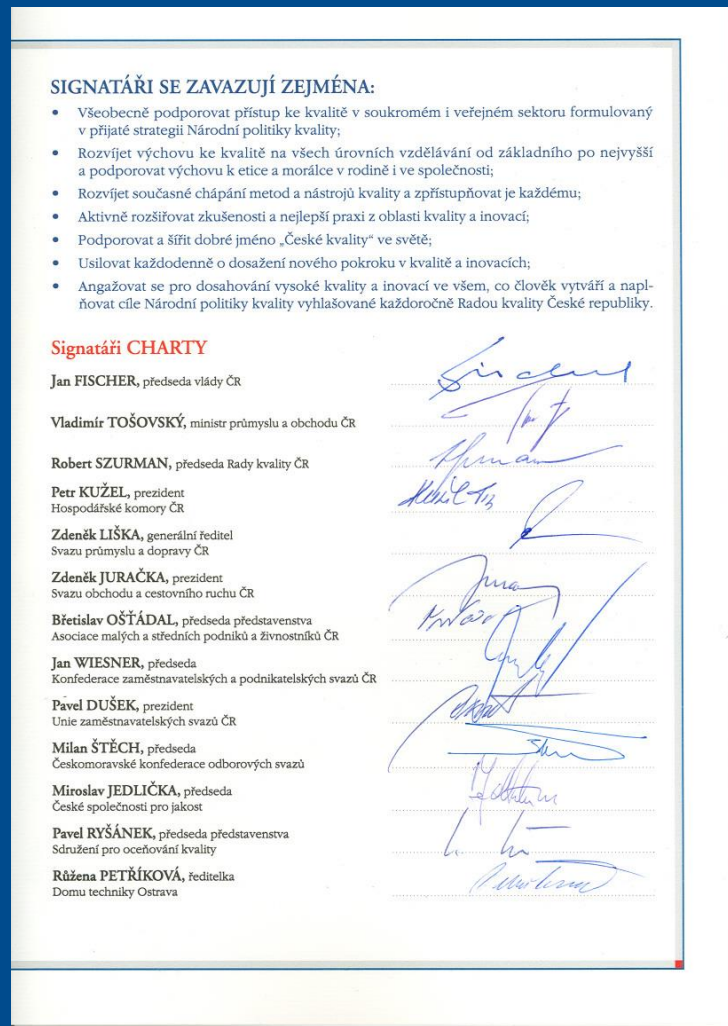 SIGNATÁŘI SE ZAVAZUJÍ ZEJMÉNA:
• Všeobecně podporovat přístup ke kvalitě v soukromém i veřejném sektoru formulovaný
v přijaté strategii Národní politiky kvality;
• Rozvíjet výchovu ke kvalitě na všech úrovních vzdělávání od základního po nejvyšší
a podporovat výchovu k etice a morálce v rodině i ve společnosti;
• Rozvíjet současné chápání metod a nástrojů kvality a zpřístupňovat je každému;
• Aktivně rozšiřovat zkušenosti a nejlepší praxi z oblasti kvality a inovací;
• Podporovat a šířit dobré jméno „České kvality“ ve světě;
• Usilovat každodenně o dosažení nového pokroku v kvalitě a inovacích;
• Angažovat se pro dosahování vysoké kvality a inovací ve všem, co člověk vytváří a napl-
ňovat cíle Národní politiky kvality vyhlašované každoročně Radou kvality České republiky.
Signatáři CHARTY
Jan FISCHER, předseda vlády ČR
Vladimír TOŠOVSKÝ, ministr průmyslu a obchodu ČR
Robert SZURMAN, předseda Rady kvality ČR
Petr KUŽEL, prezident
Hospodářské komory ČR
Zdeněk LIŠKA, generální ředitel
Svazu průmyslu a dopravy ČR
Zdeněk JURAČKA, prezident
Svazu obchodu a cestovního ruchu ČR
Břetislav OŠŤÁDAL, předseda představenstva
Asociace malých a středních podniků a živnostníků ČR
Jan WIESNER, předseda
Konfederace zaměstnavatelských a podnikatelských svazů ČR
Pavel DUŠEK, prezident
Unie zaměstnavatelských svazů ČR
Milan ŠTĚCH, předseda
Českomoravské konfederace odborových svazů
Miroslav JEDLIČKA, předseda
České společnosti pro jakost
Pavel RYŠÁNEK, předseda představenstva
Sdružení pro oceňování kvality
Růžena PETŘÍKOVÁ, ředitelka
Domu techniky Ostrava